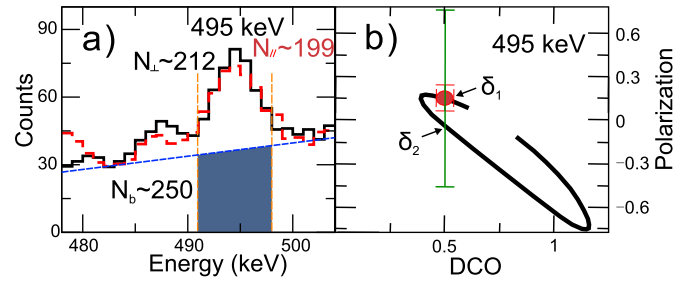 a)
495 keV
N⊥~212
N∕∕~199
Nb~250
90
60
30
0
480
490
500
Counts
Energy (keV)
b)
495 keV
δ1
δ2
0.6
0.3
0
−0.3
−0.6
0.5
1
Polarization
DCO